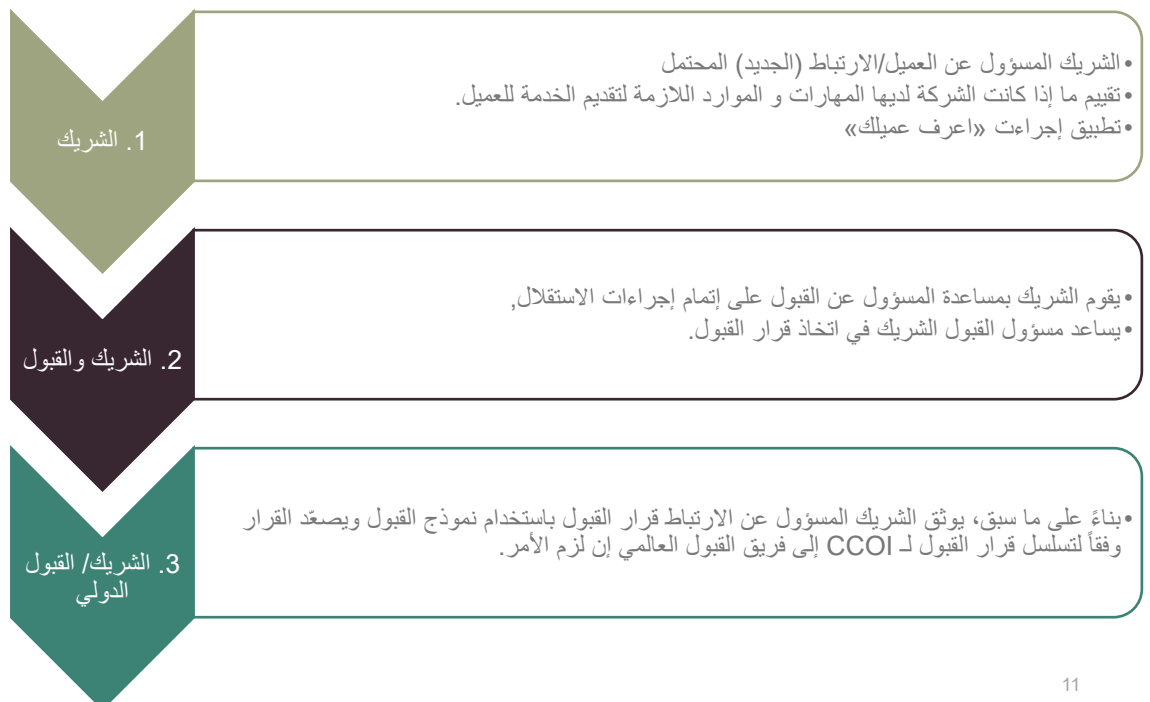 1. الشريك
•الشريك المسؤول عن العميل/الارتباط (الجديد) المحتمل
•تقييم ما إذا كانت الشركة لديها المهارات و الموارد اللازمة لتقديم الخدمة للعميل.
•تطبيق إجراءت «اعرف عميلك»
2. الشريك والقبول
•يقوم الشريك بمساعدة المسؤول عن القبول على إتمام إجراءات الاستقلال,
•يساعد مسؤول القبول الشريك في اتخاذ قرار القبول.
3. الشريك/ القبول
الدولي
•بناءً على ما سبق، يوثق الشريك المسؤول عن الارتباط قرار القبول باستخدام نموذج القبول ويصعّد القرار
وفقاً لتسلسل قرار القبول لـ CCOI إلى فريق القبول العالمي إن لزم الأمر.
11